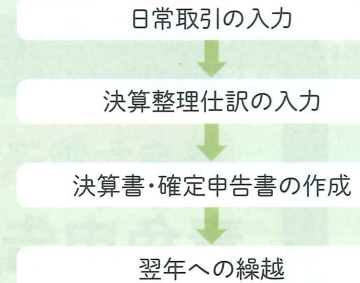 日常取引の入力
決算整理仕訳の入力
決算書・確定申告書の作成
翌年への繰越